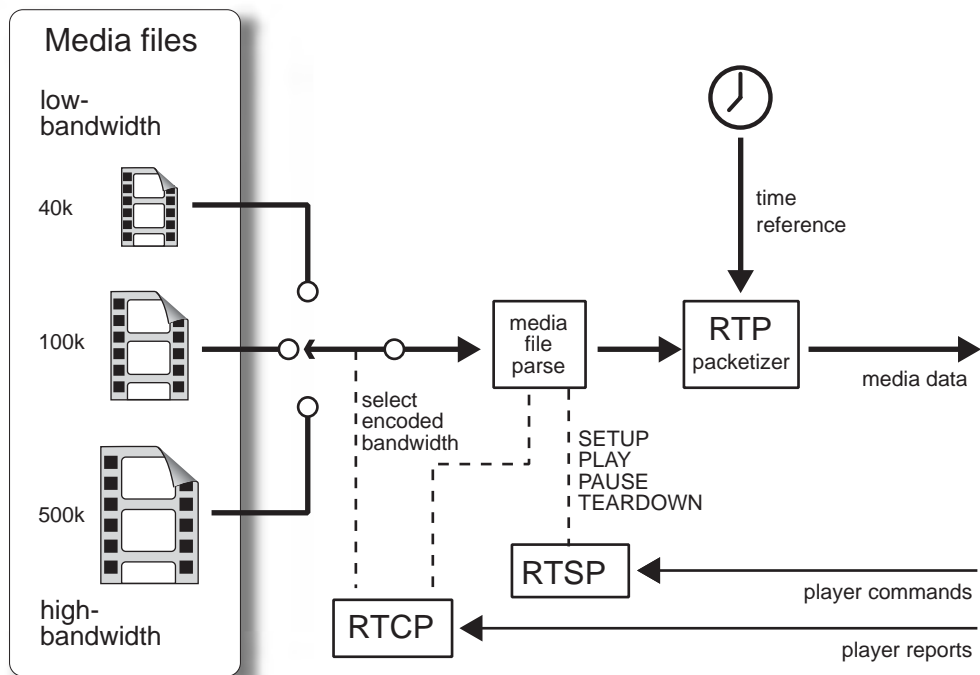 Media files
low-
bandwidth
40k
100k
500k
high-
bandwidth
time
reference
media
file
parse
RTP
packetizer
media data
select
encoded
bandwidth
SETUP
PLAY
PAUSE
TEARDOWN
RTSP
player commands
RTCP
player reports